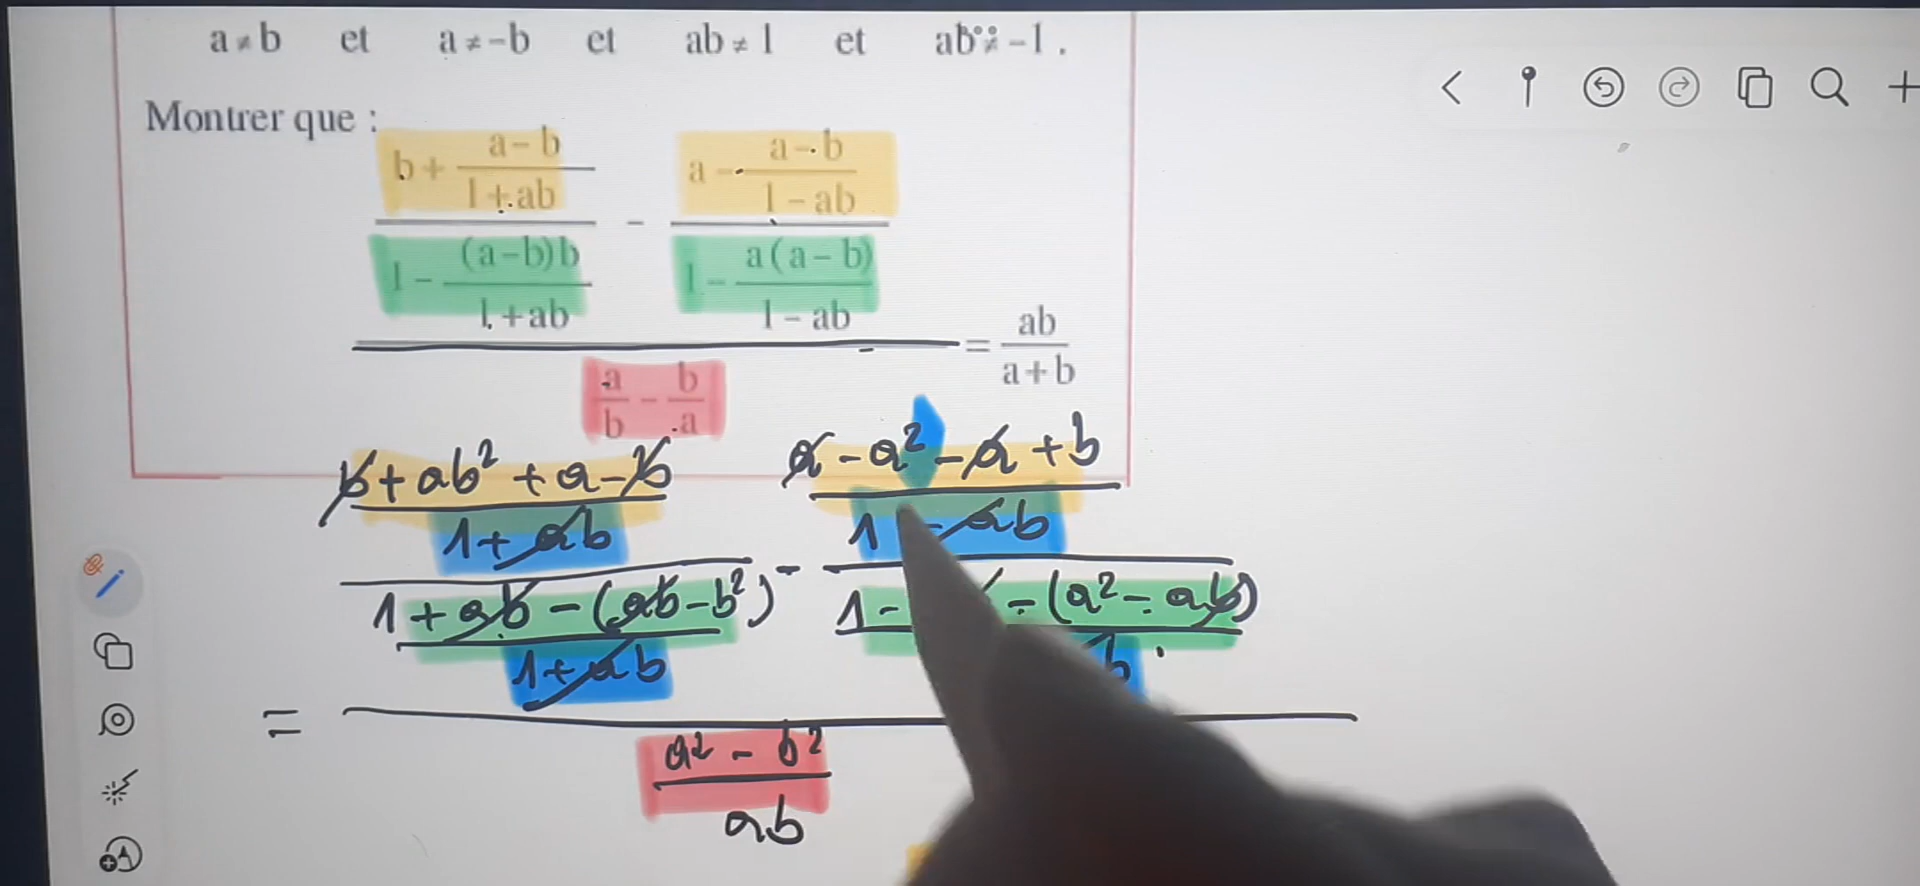 a ≠ b et a ≠ -b et ab ≠ 1 et ab ≠ -1 .
Montrer que :
b + a - b / 1 + ab - a - a - b / 1 - ab
1 - (a - b)b / 1 + ab 1 - a(a - b) / 1 - ab
a/b - b/a = ab / a + b
b + ab² + a - b a - a² - a + b
1 + ab 1 - ab
1 + ab - (ab - b²) - 1 - - (a² - ab)
1 + ab b
=
a² - b²
ab